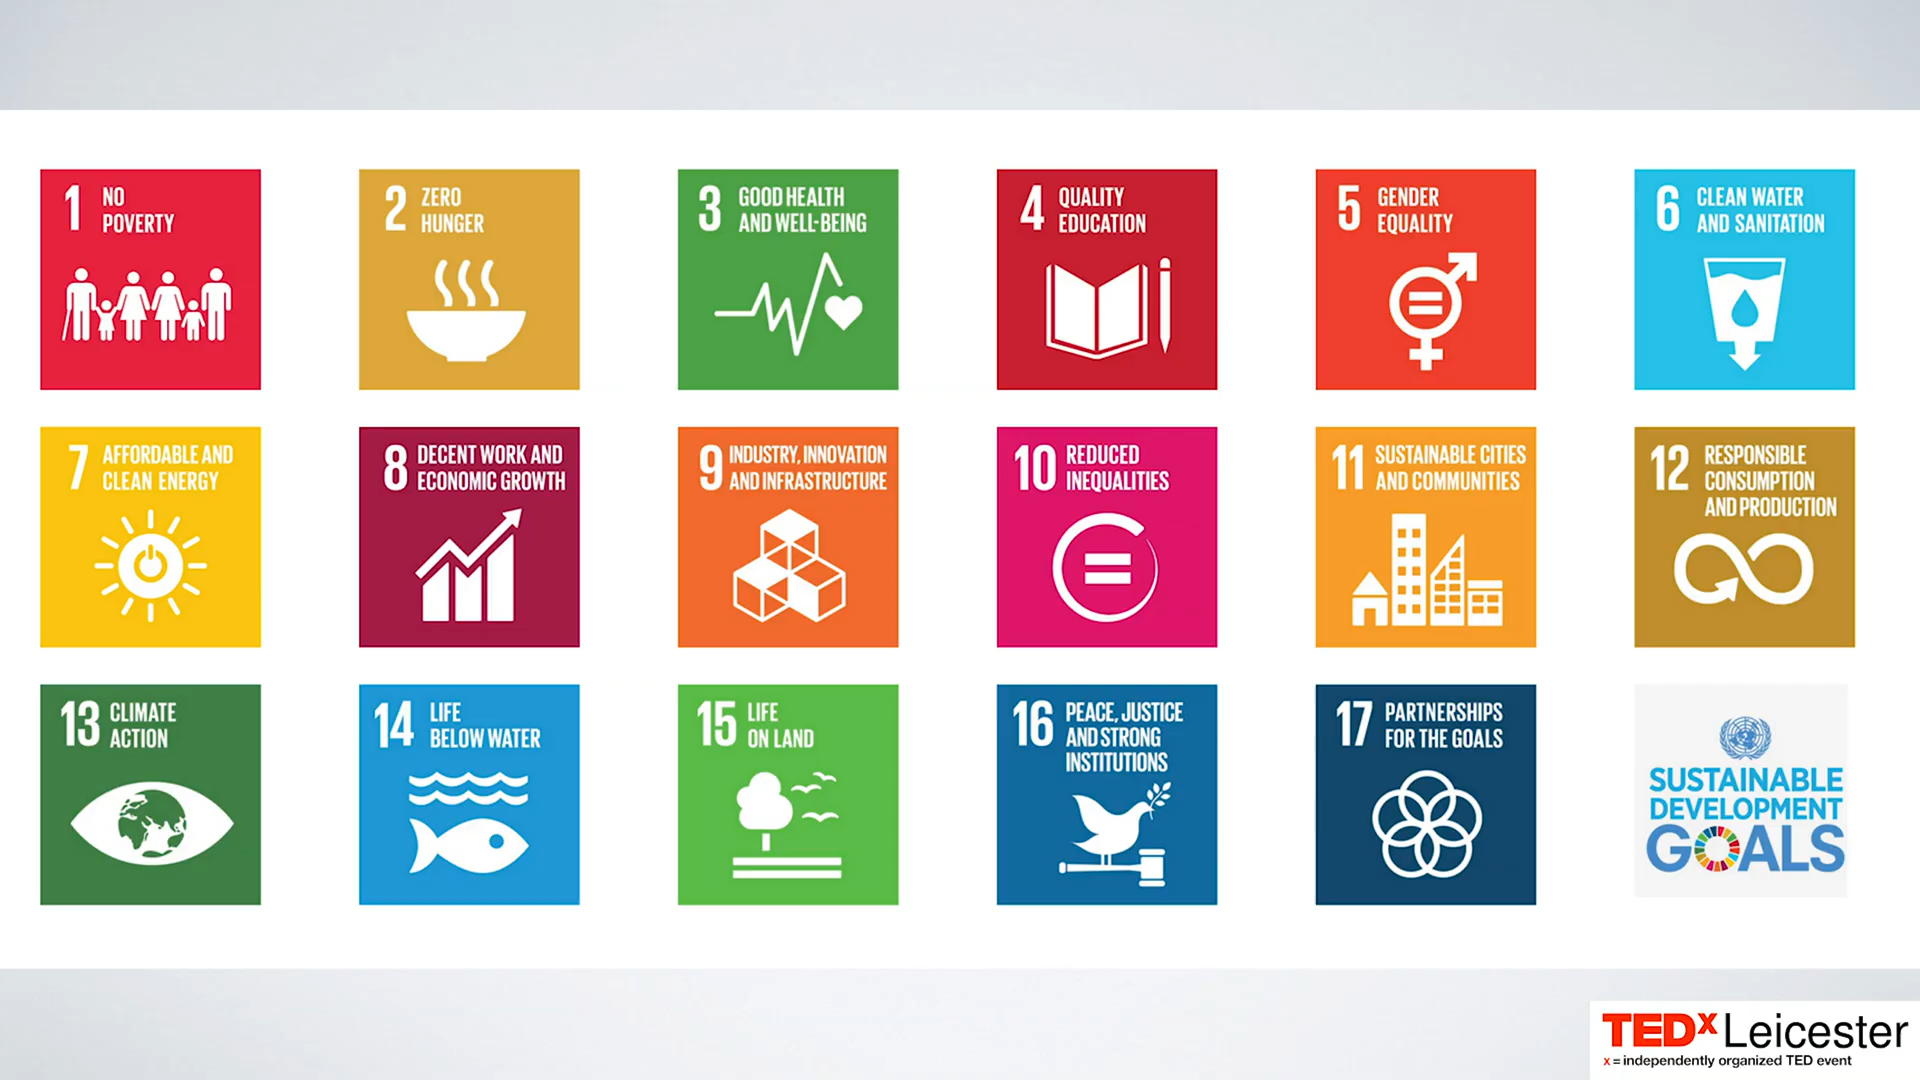 1 NO
POVERTY
2 ZERO
HUNGER
3 GOOD HEALTH
AND WELL-BEING
4 QUALITY
EDUCATION
5 GENDER
EQUALITY
6 CLEAN WATER
AND SANITATION
7 AFFORDABLE AND
CLEAN ENERGY
8 DECENT WORK AND
ECONOMIC GROWTH
9 INDUSTRY, INNOVATION
AND INFRASTRUCTURE
10 REDUCED
INEQUALITIES
11 SUSTAINABLE CITIES
AND COMMUNITIES
12 RESPONSIBLE
CONSUMPTION
AND PRODUCTION
13 CLIMATE
ACTION
14 LIFE
BELOW WATER
15 LIFE
ON LAND
16 PEACE, JUSTICE
AND STRONG
INSTITUTIONS
17 PARTNERSHIPS
FOR THE GOALS
SUSTAINABLE
DEVELOPMENT
GOALS
TEDx Leicester
x = independently organized TED event